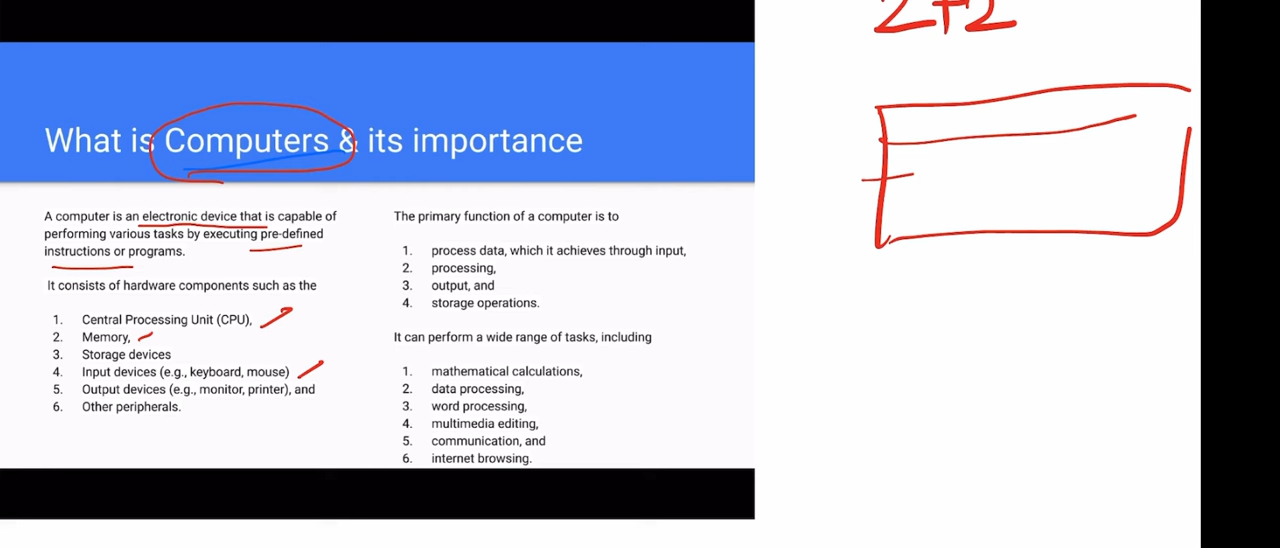 2+2
What is Computers & its importance
A computer is an electronic device that is capable of
performing various tasks by executing pre-defined
instructions or programs.
It consists of hardware components such as the
1. Central Processing Unit (CPU),
2. Memory,
3. Storage devices
4. Input devices (e.g., keyboard, mouse)
5. Output devices (e.g., monitor, printer), and
6. Other peripherals.
The primary function of a computer is to
1. process data, which it achieves through input,
2. processing,
3. output, and
4. storage operations.
It can perform a wide range of tasks, including
1. mathematical calculations,
2. data processing,
3. word processing,
4. multimedia editing,
5. communication, and
6. internet browsing.